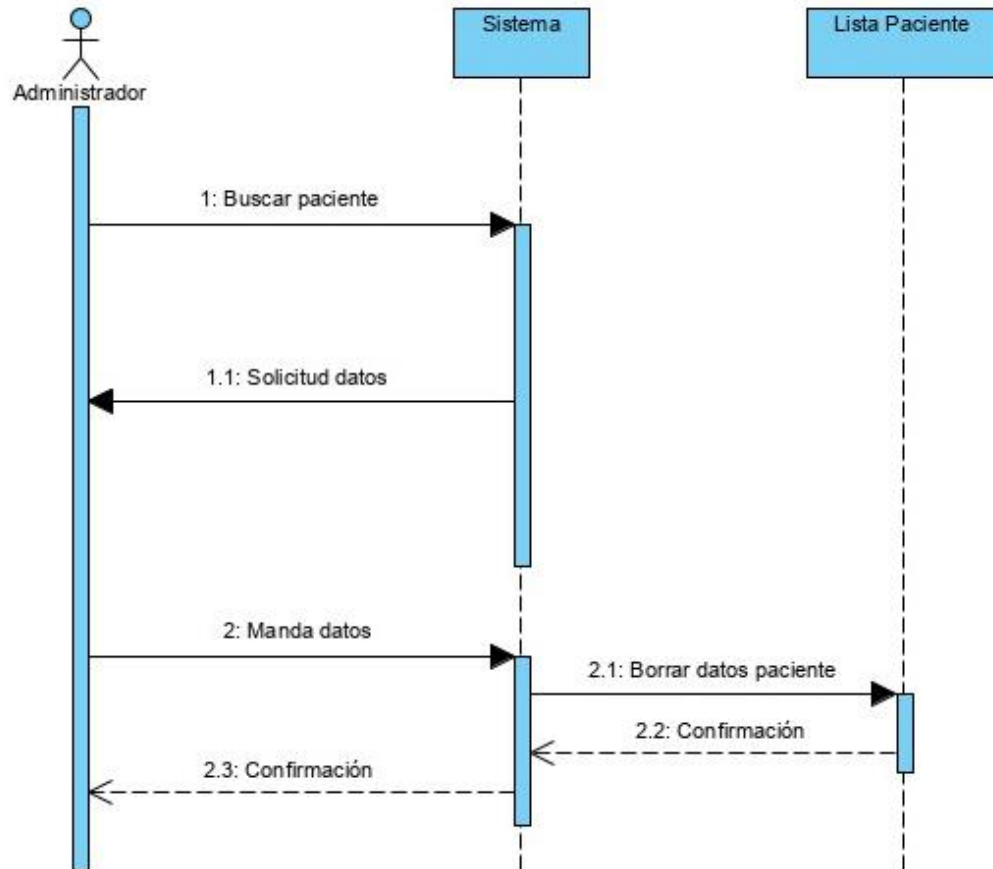 Sistema
Lista Paciente
Administrador
1: Buscar paciente
1.1: Solicitud datos
2: Manda datos
2.1: Borrar datos paciente
2.2: Confirmación
2.3: Confirmación